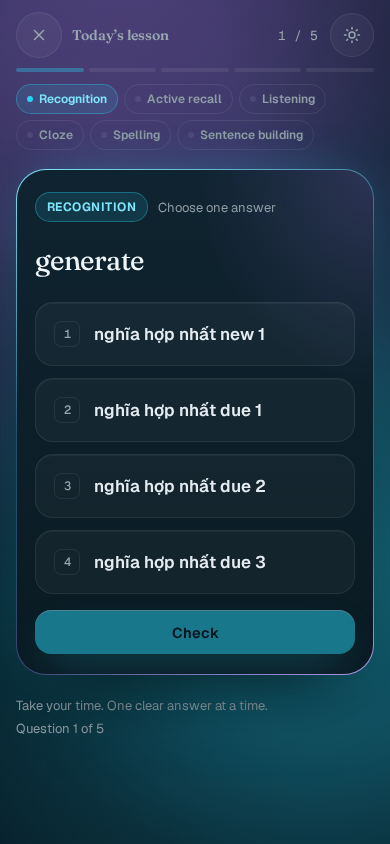 Today's lesson
1 / 5
Recognition
Active recall
Listening
Cloze
Spelling
Sentence building
RECOGNITION
Choose one answer
generate
1 nghĩa hợp nhất new 1
2 nghĩa hợp nhất due 1
3 nghĩa hợp nhất due 2
4 nghĩa hợp nhất due 3
Check
Take your time. One clear answer at a time.
Question 1 of 5